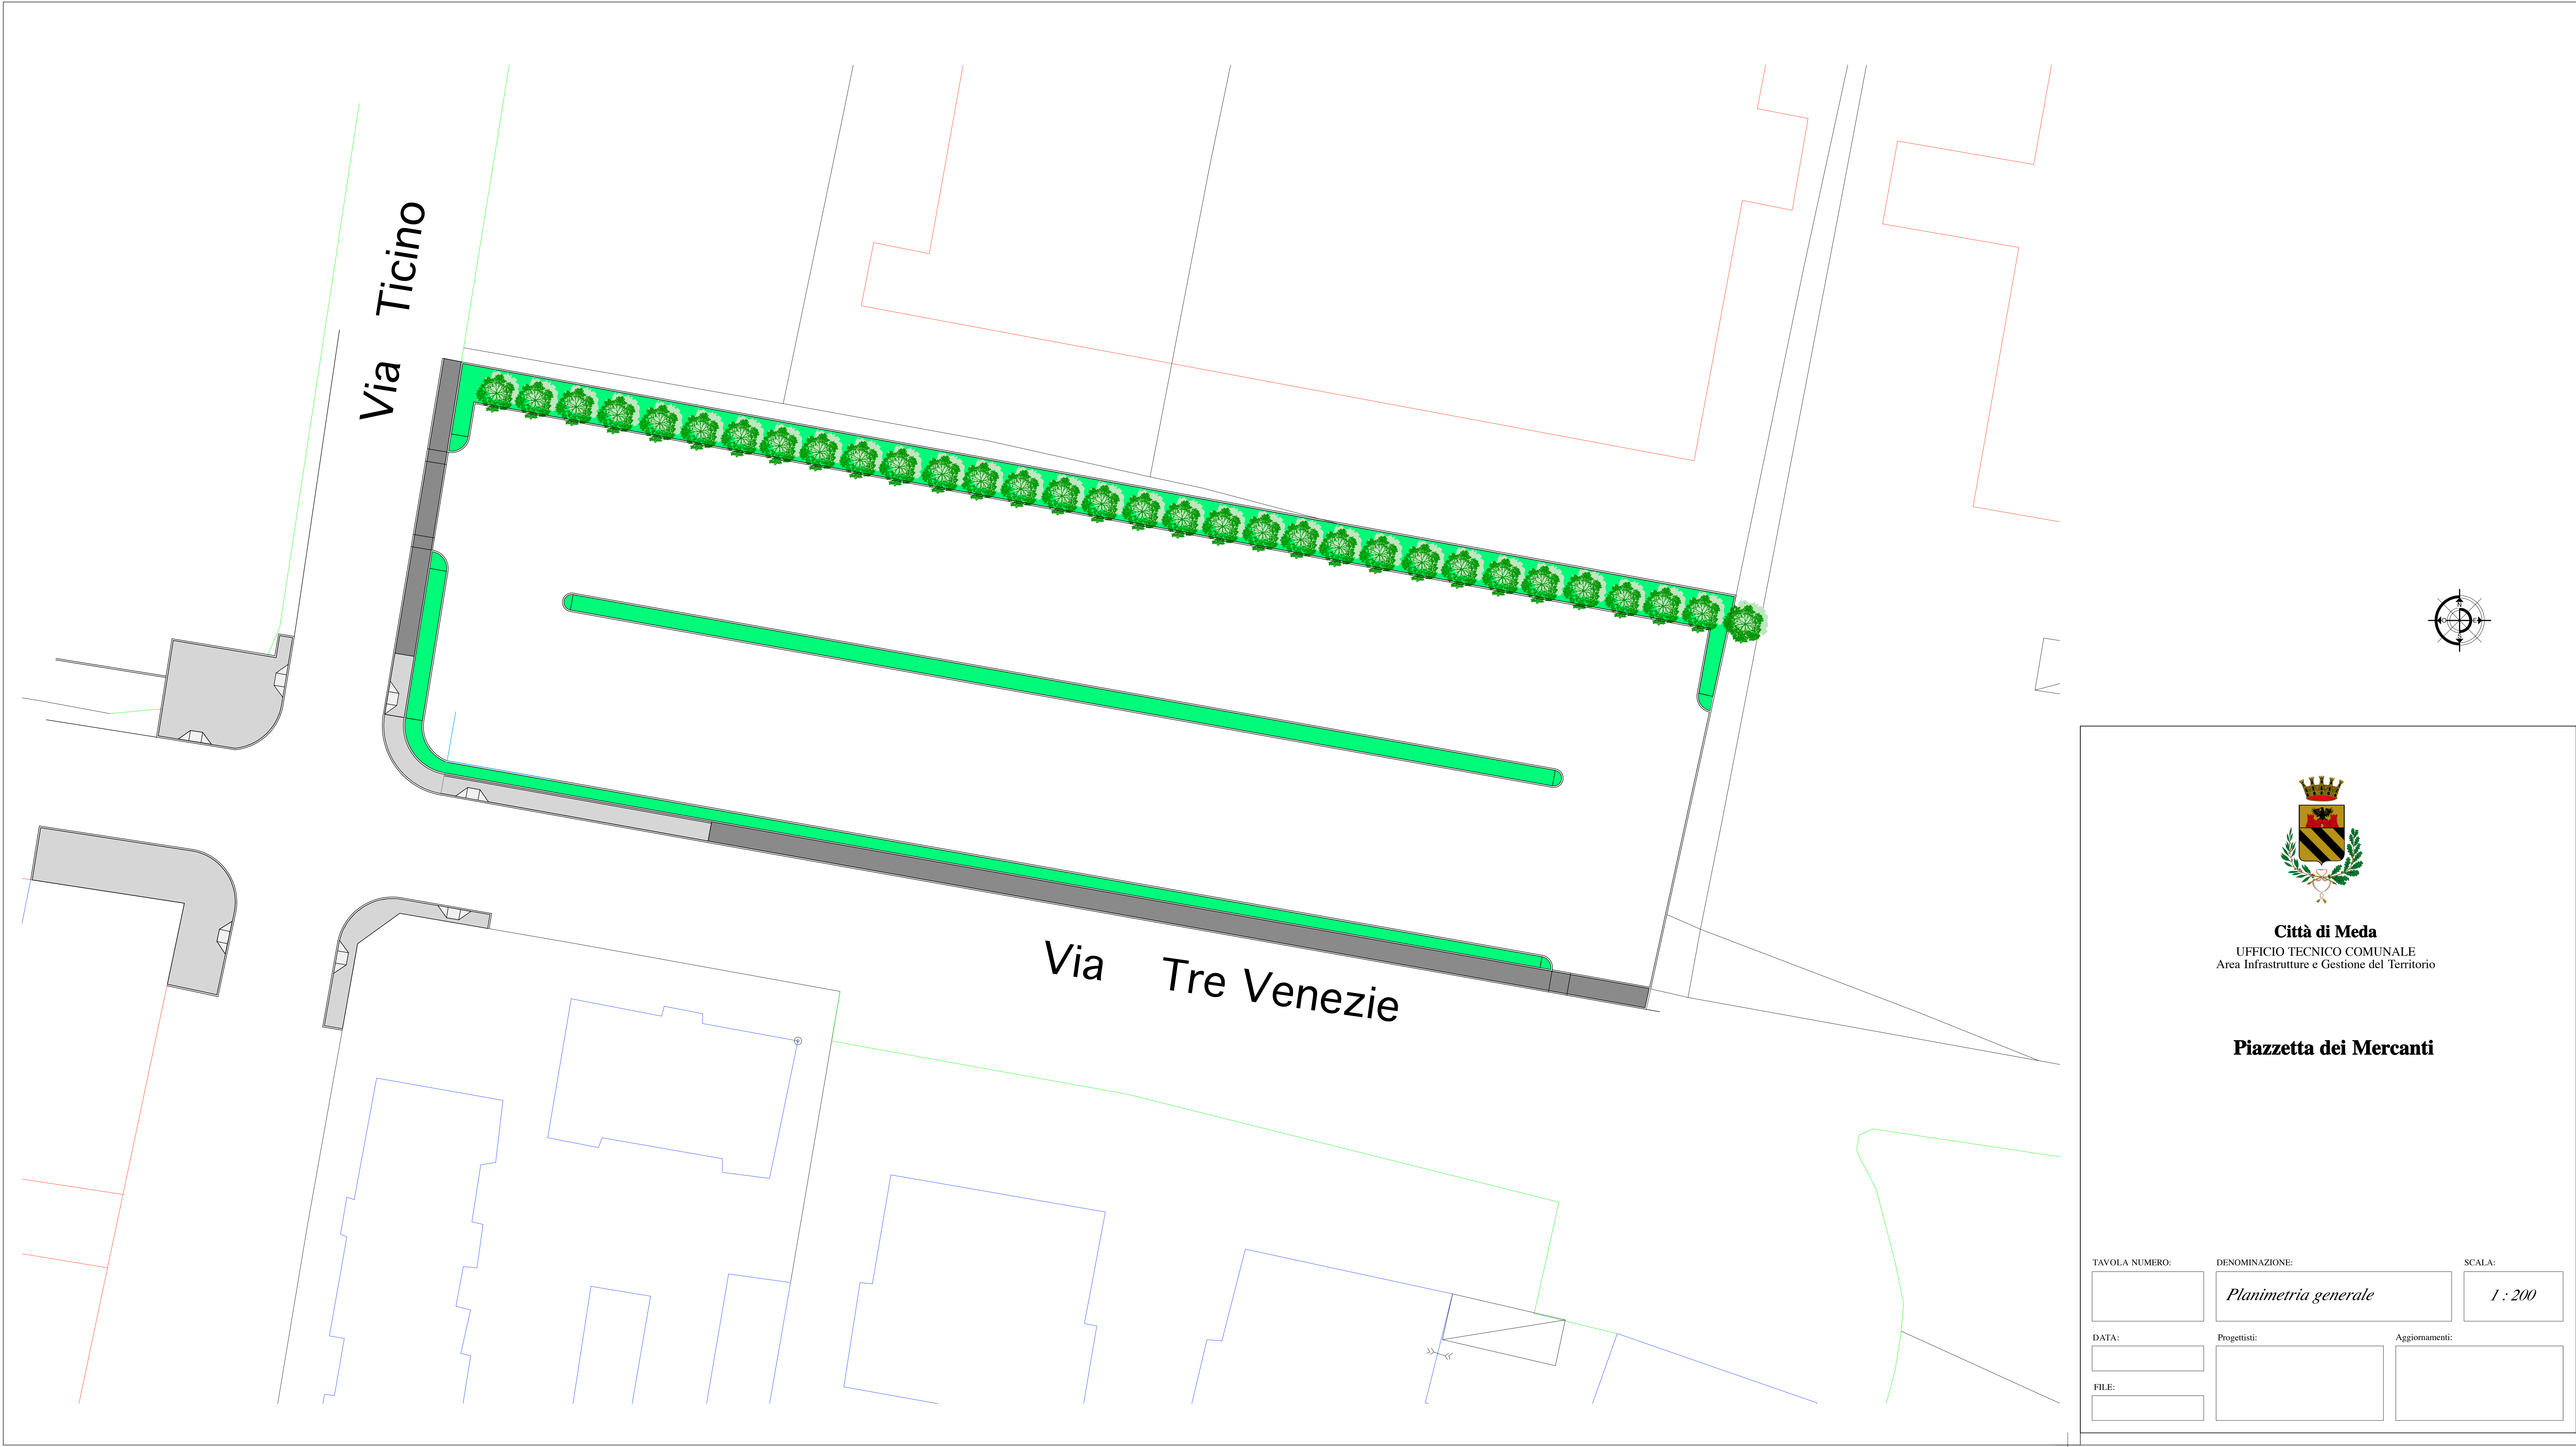 Via Ticino
Via Tre Venezie
N
O E
S
Città di Meda
UFFICIO TECNICO COMUNALE
Area Infrastrutture e Gestione del Territorio
Piazzetta dei Mercanti
TAVOLA NUMERO: DENOMINAZIONE: SCALA:
Planimetria generale 1 : 200
DATA: Progettisti: Aggiornamenti:
FILE: